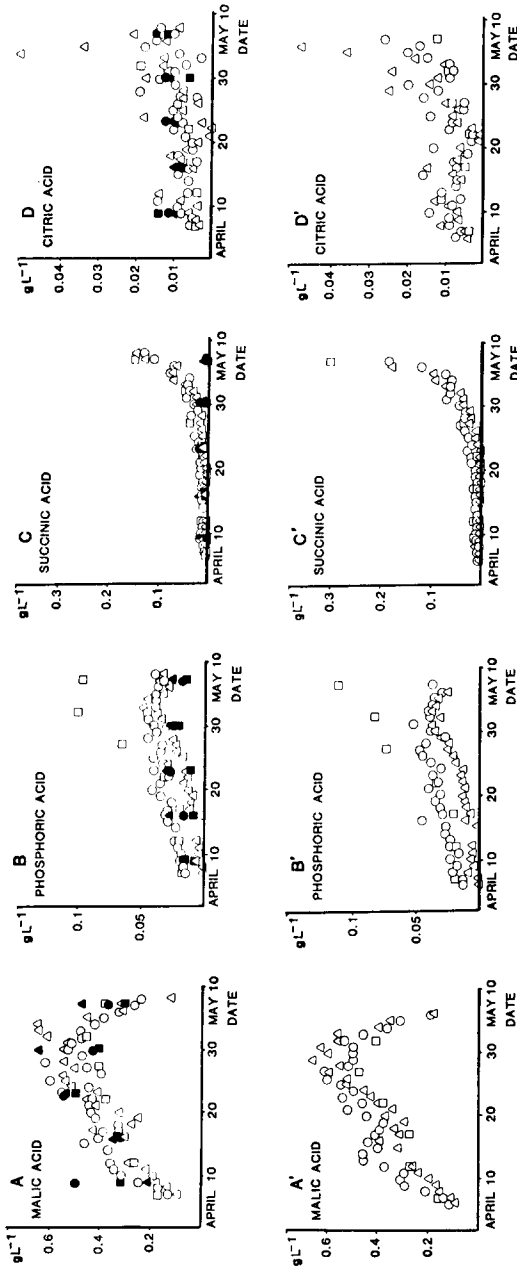 A
MALIC ACID
gL⁻¹
0.6
0.4
0.2
APRIL 10 20 30 MAY 10
DATE
B
PHOSPHORIC ACID
gL⁻¹
0.1
0.05
APRIL 10 20 30 MAY 10
DATE
C
SUCCINIC ACID
gL⁻¹
0.3
0.2
0.1
APRIL 10 20 30 MAY 10
DATE
D
CITRIC ACID
gL⁻¹
0.04
0.03
0.02
0.01
APRIL 10 20 30 MAY 10
DATE
A'
MALIC ACID
gL⁻¹
0.6
0.4
0.2
APRIL 10 20 30 MAY 10
DATE
B'
PHOSPHORIC ACID
gL⁻¹
0.1
0.05
APRIL 10 20 30 MAY 10
DATE
C'
SUCCINIC ACID
gL⁻¹
0.3
0.1
APRIL 10 20 30 MAY 10
DATE
D'
CITRIC ACID
gL⁻¹
0.04
0.03
0.02
0.01
APRIL 10 20 30 MAY 10
DATE